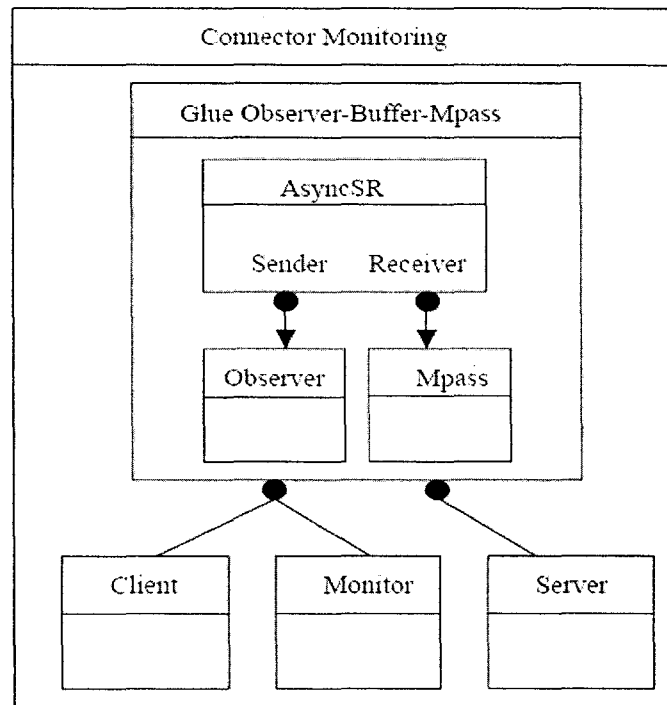 Connector Monitoring
Glue Observer-Buffer-Mpass
AsyncSR
Sender Receiver
Observer Mpass
Client Monitor Server